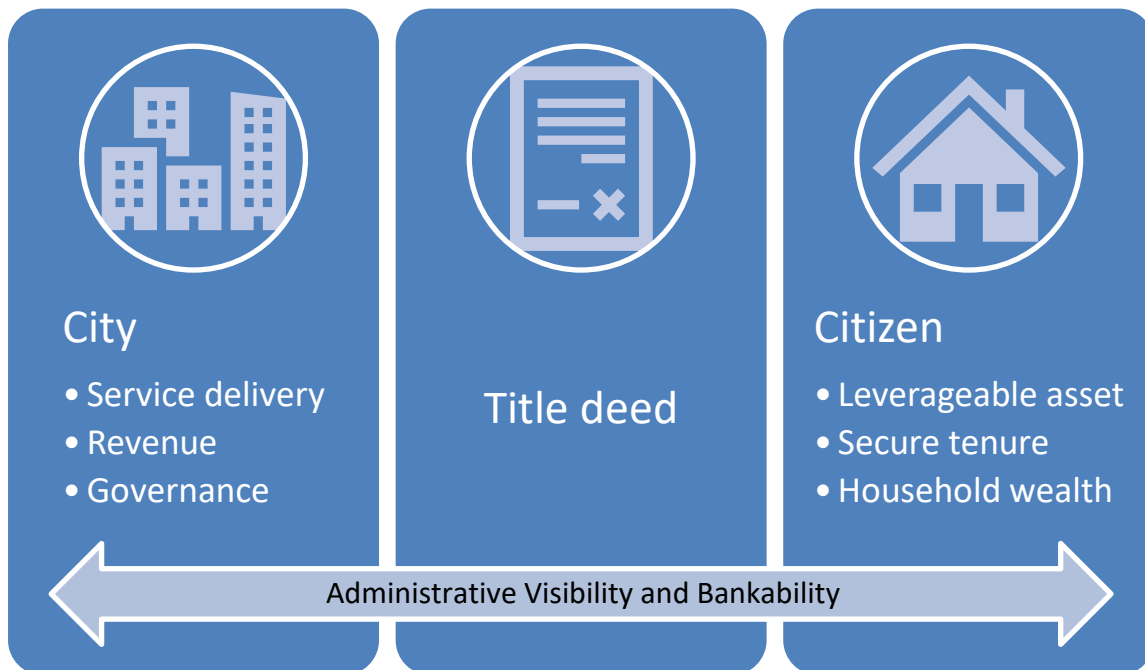 City
• Service delivery
• Revenue
• Governance
Title deed
Citizen
• Leverageable asset
• Secure tenure
• Household wealth
Administrative Visibility and Bankability